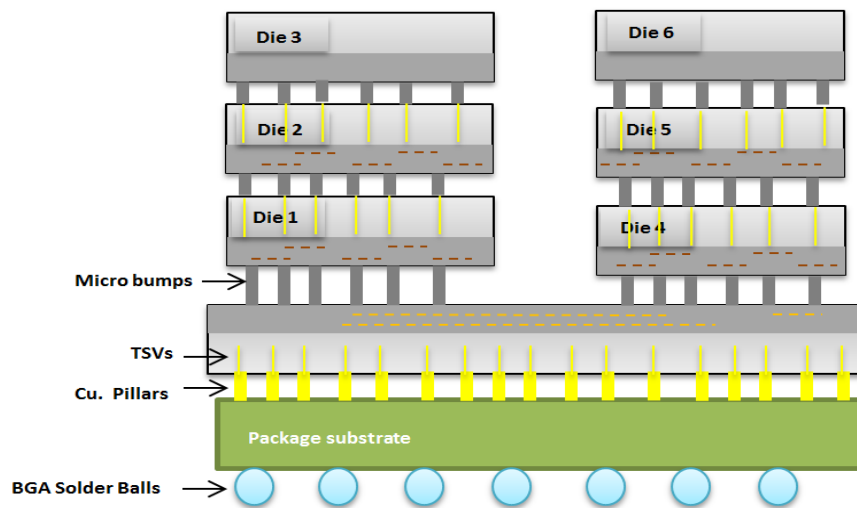 Die 3
Die 6
Die 2
Die 5
Die 1
Die 4
Micro bumps
TSVs
Cu.  Pillars
Package substrate
BGA Solder Balls